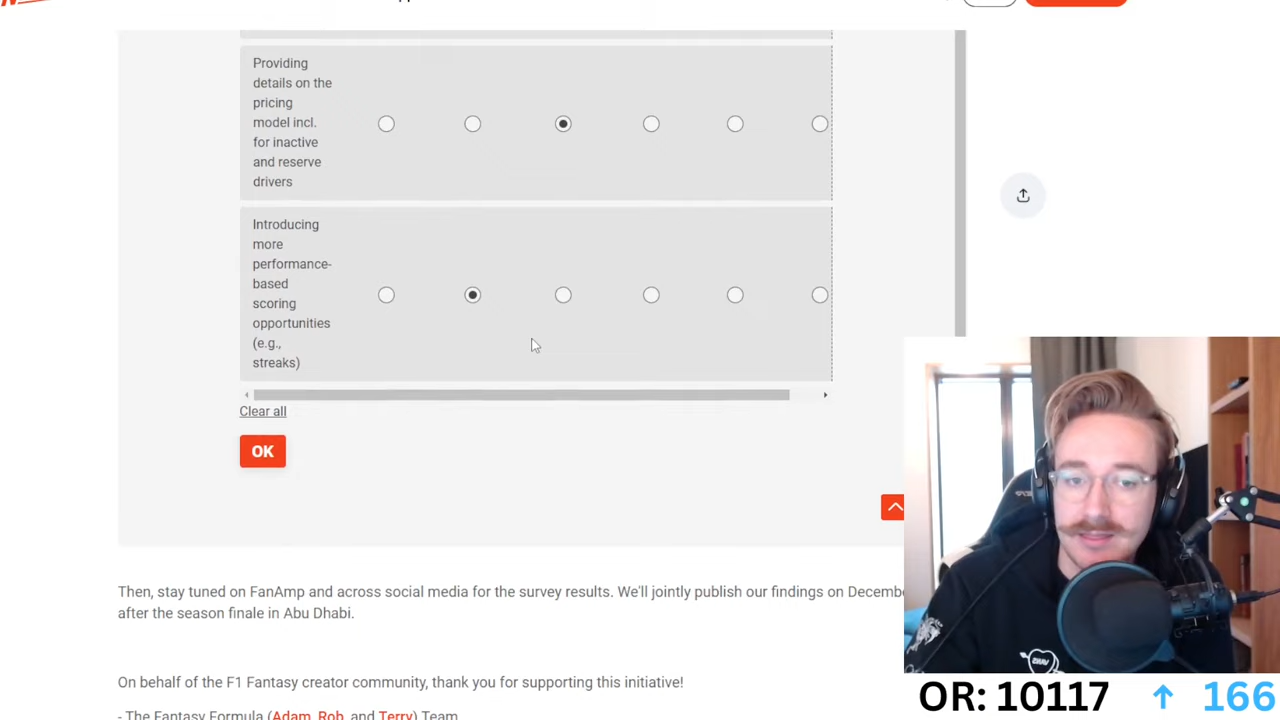 Providing
details on the
pricing
model incl.
for inactive
and reserve
drivers
Introducing
more
performance-
based
scoring
opportunities
(e.g.,
streaks)
Clear all
OK
Then, stay tuned on FanAmp and across social media for the survey results. We'll jointly publish our findings on
after the season finale in Abu Dhabi.
On behalf of the F1 Fantasy creator community, thank you for supporting this initiative!
- The Fantasy Formula (Adam, Rob, and Terry) Team
OR: 10117 ↑ 166